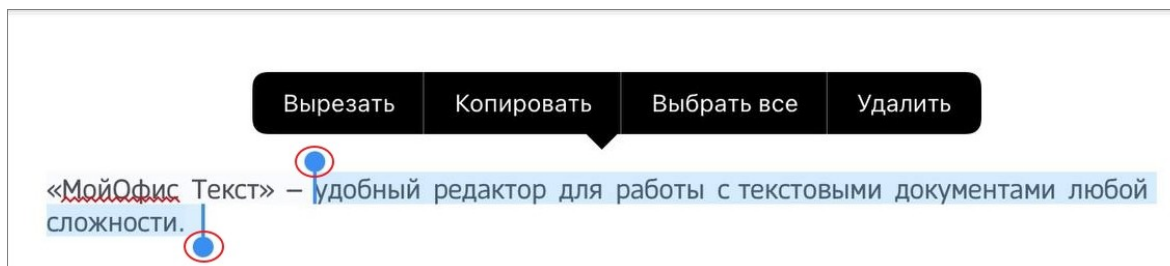 Вырезать Копировать Выбрать все Удалить
«МойОфис Текст» – удобный редактор для работы с текстовыми документами любой
сложности.